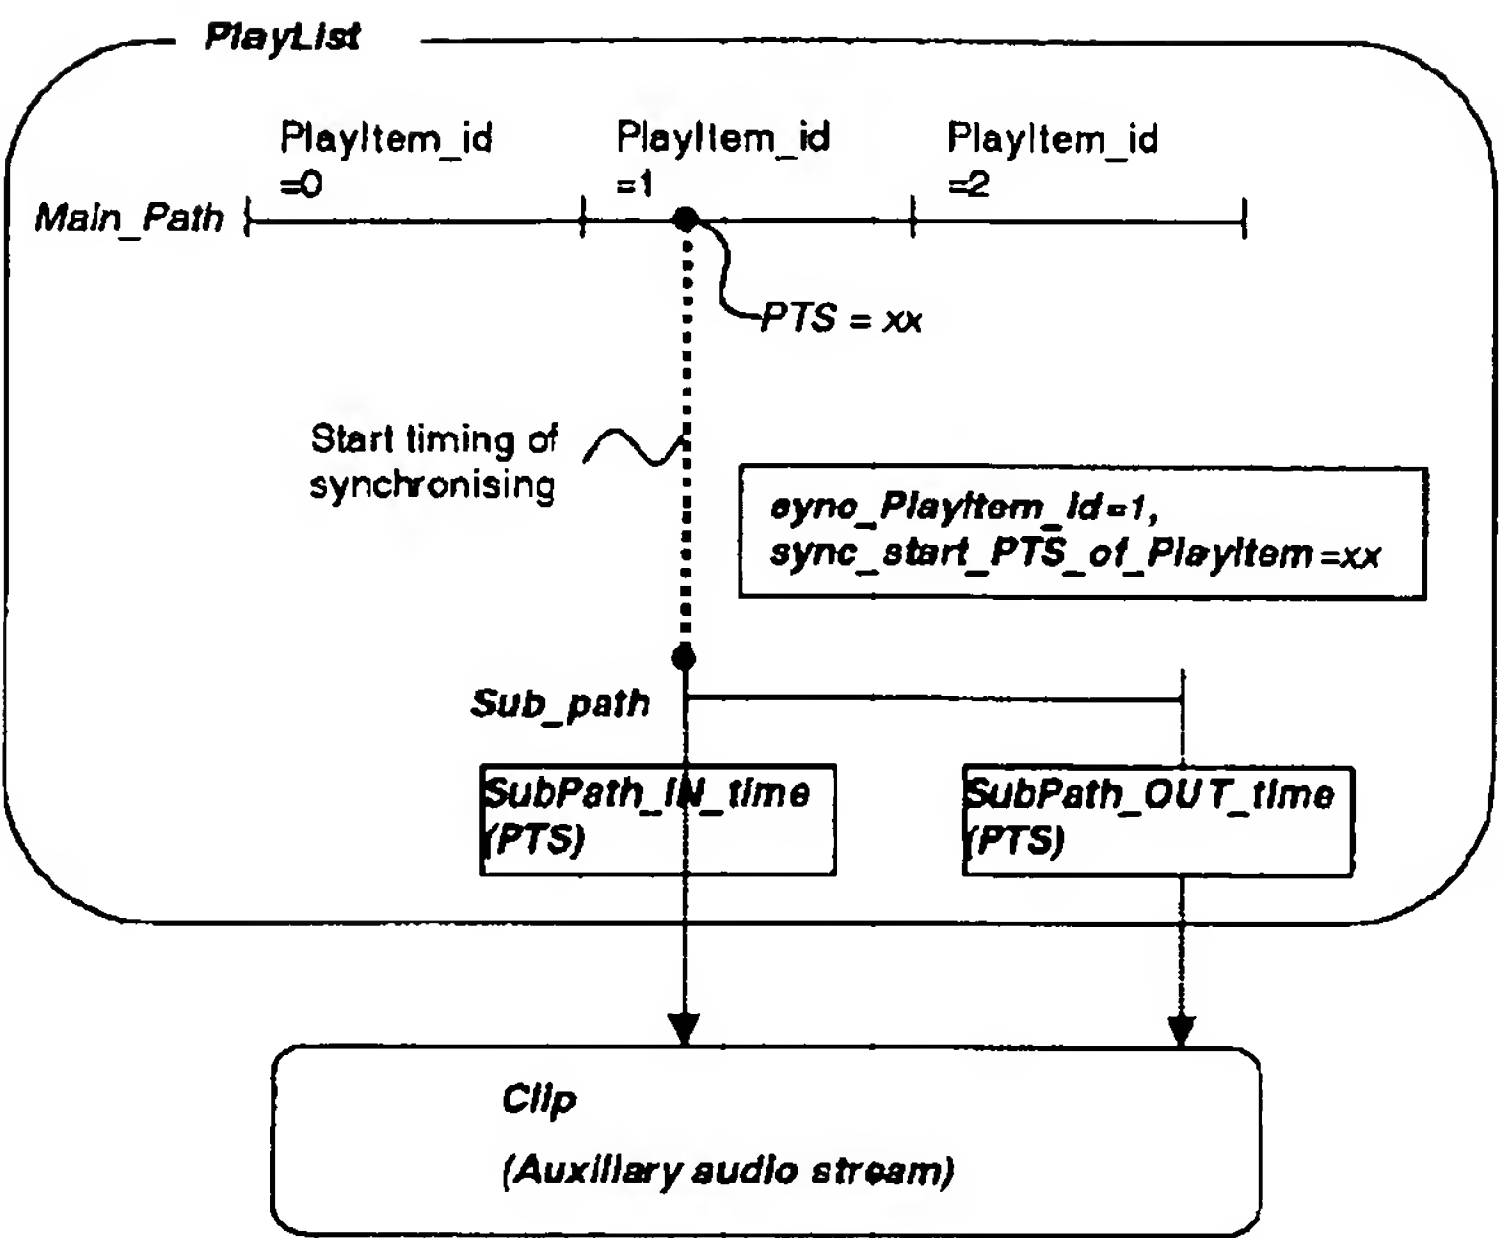 PlayList
PlayItem_id
=0
PlayItem_id
=1
PlayItem_id
=2
Main_Path
PTS = xx
Start timing of
synchronising
sync_PlayItem_id=1,
sync_start_PTS_of_PlayItem=xx
Sub_path
SubPath_IN_time
(PTS)
SubPath_OUT_time
(PTS)
Clip
(Auxiliary audio stream)